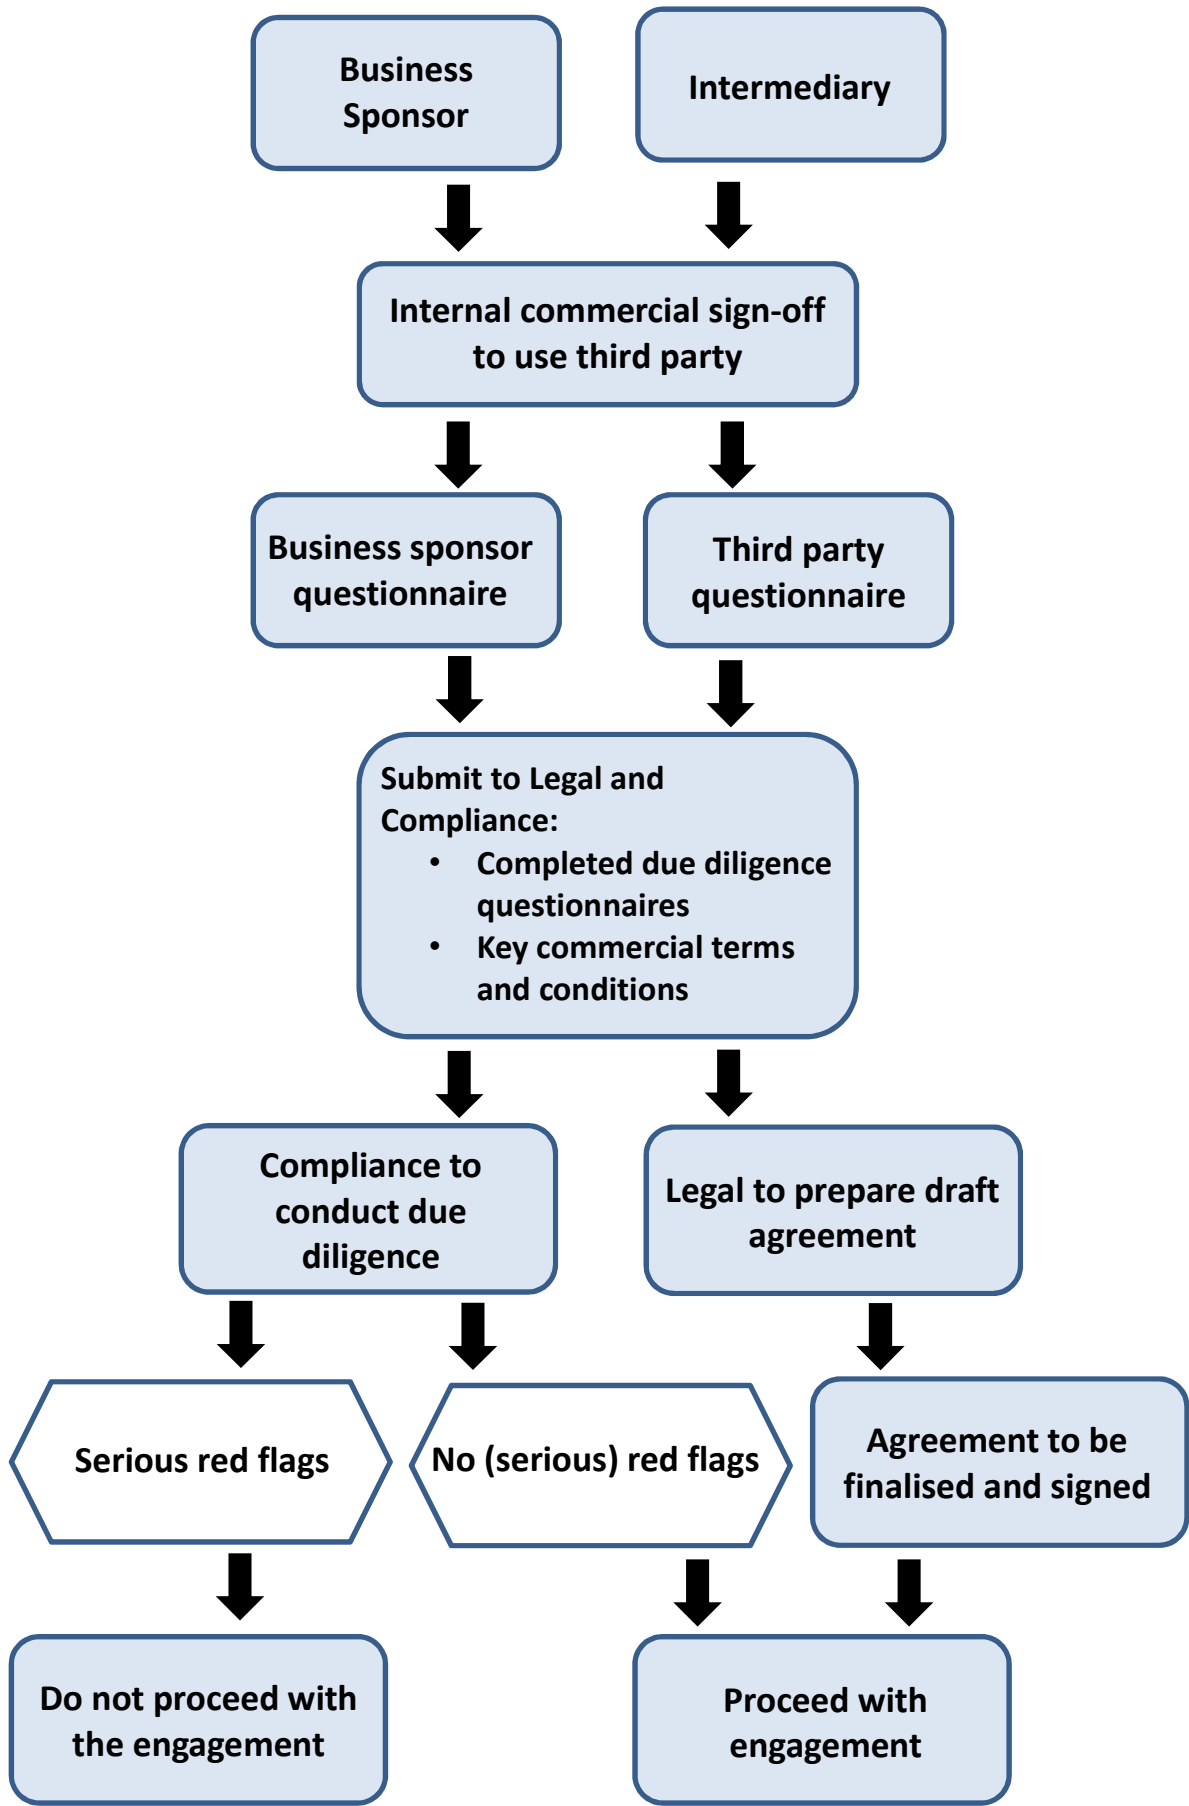 Business
Sponsor
Intermediary
Internal commercial sign-off
to use third party
Business sponsor
questionnaire
Third party
questionnaire
Submit to Legal and
Compliance:
• Completed due diligence
questionnaires
• Key commercial terms
and conditions
Compliance to
conduct due
diligence
Legal to prepare draft
agreement
Serious red flags
No (serious) red flags
Agreement to be
finalised and signed
Do not proceed with
the engagement
Proceed with
engagement